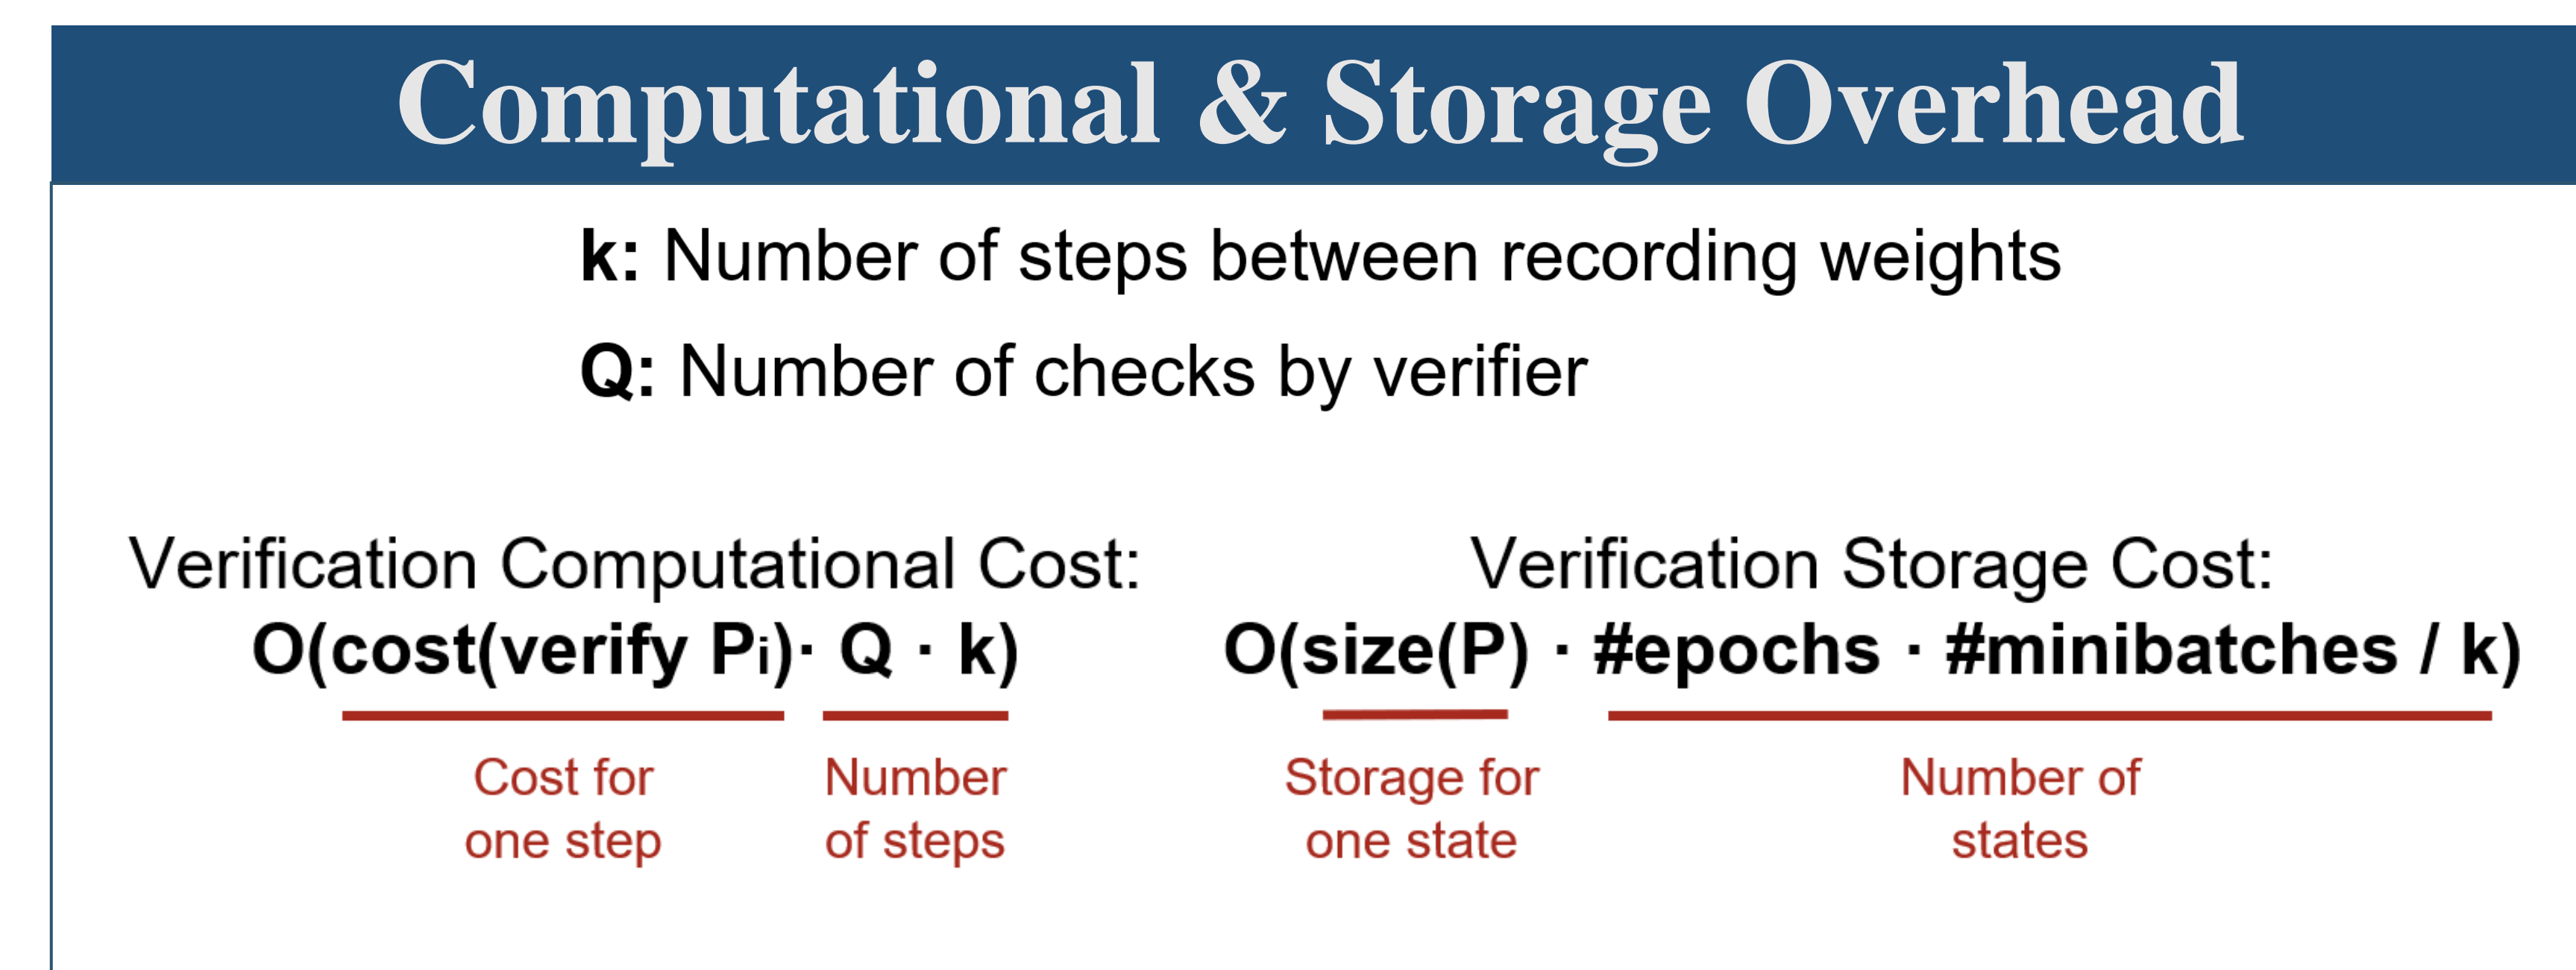 Computational & Storage Overhead
k: Number of steps between recording weights
Q: Number of checks by verifier
Verification Computational Cost:
O(cost(verify Pi)· Q · k)
Cost for
one step
Number
of steps
Verification Storage Cost:
O(size(P) · #epochs · #minibatches / k)
Storage for
one state
Number of
states